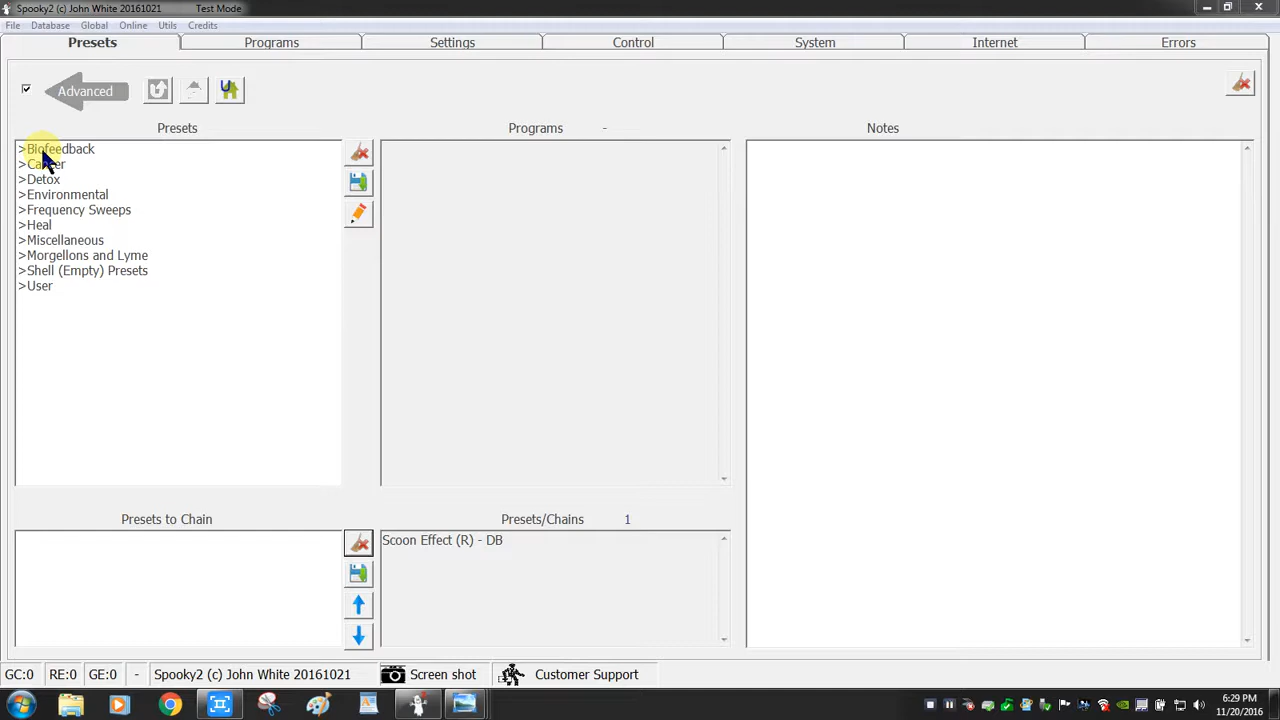 Spooky2 (c) John White 20161021 Test Mode
File Database Global Online Utils Credits
Presets Programs Settings Control System Internet Errors
Advanced
Presets Programs - Notes
>Biofeedback
>Cancer
>Detox
>Environmental
>Frequency Sweeps
>Heal
>Miscellaneous
>Morgellons and Lyme
>Shell (Empty) Presets
>User
Presets to Chain Presets/Chains 1
Scoon Effect (R) - DB
GC:0 RE:0 GE:0 - Spooky2 (c) John White 20161021 Screen shot Customer Support
6:29 PM
11/20/2016